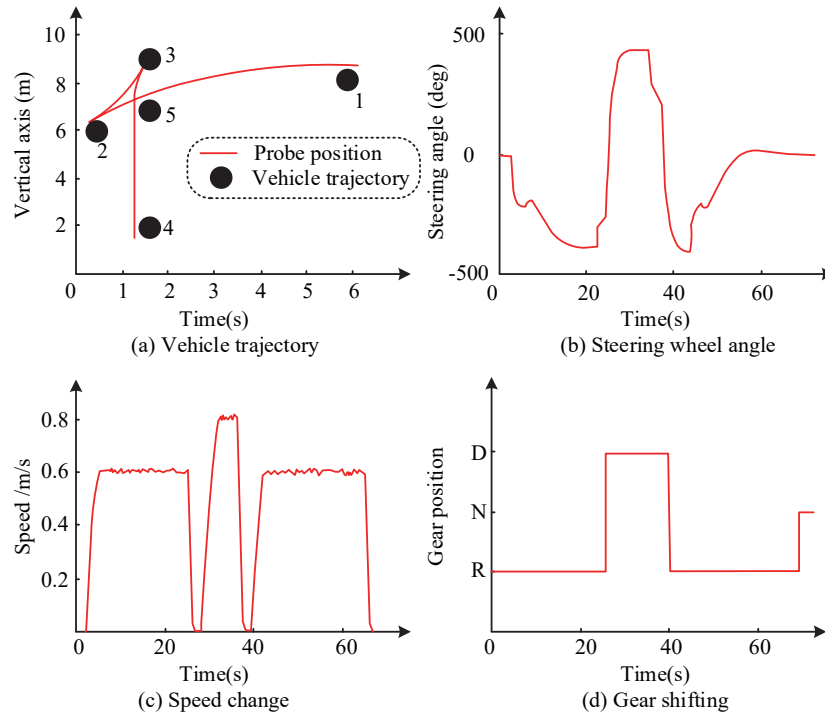 10
8
6
4
2
0
1
2
3
4
5
6
Vertical axis (m)
Time(s)
3
1
5
2
4
Probe position
Vehicle trajectory
(a) Vehicle trajectory
500
0
-500
0
20
40
60
Steering angle (deg)
Time(s)
(b) Steering wheel angle
0.8
0.6
0.4
0.2
0
20
40
60
Speed /m/s
Time(s)
(c) Speed change
D
N
R
0
20
40
60
Gear position
Time(s)
(d) Gear shifting